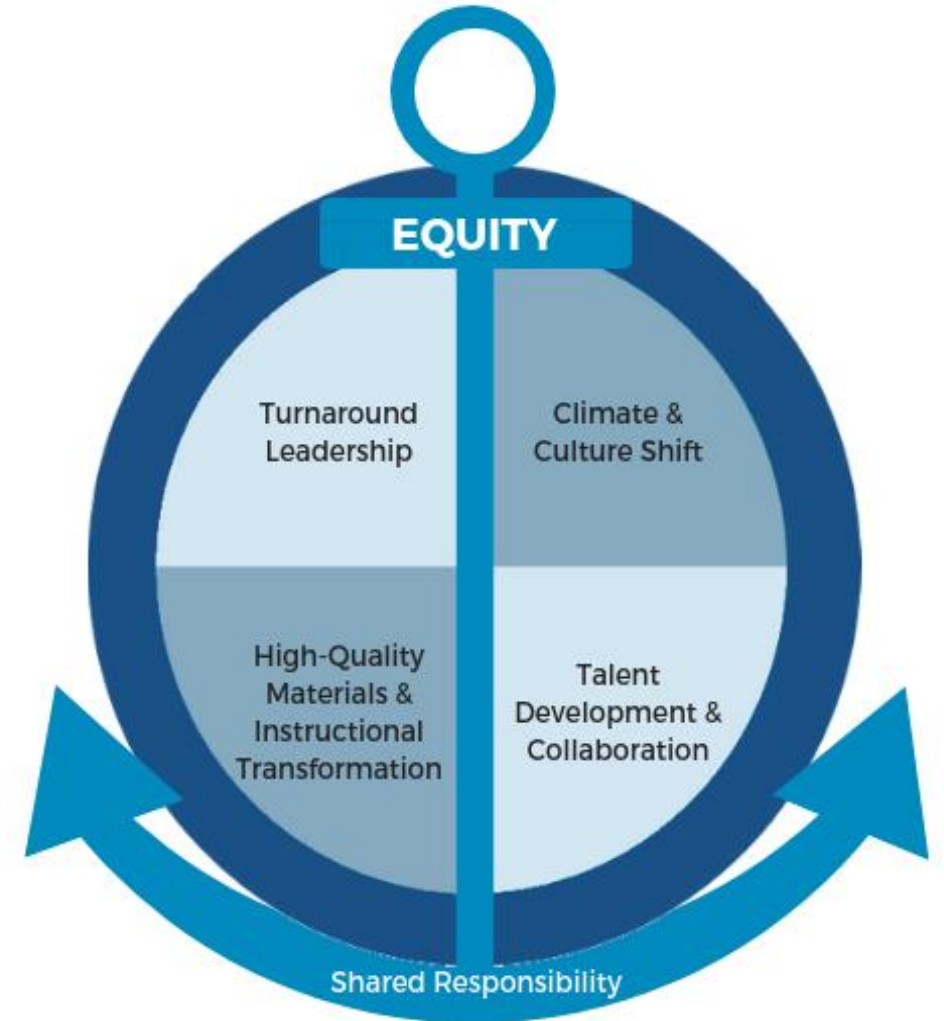 EQUITY
Turnaround
Leadership
Climate &
Culture Shift
High-Quality
Materials &
Instructional
Transformation
Talent
Development &
Collaboration
Shared Responsibility